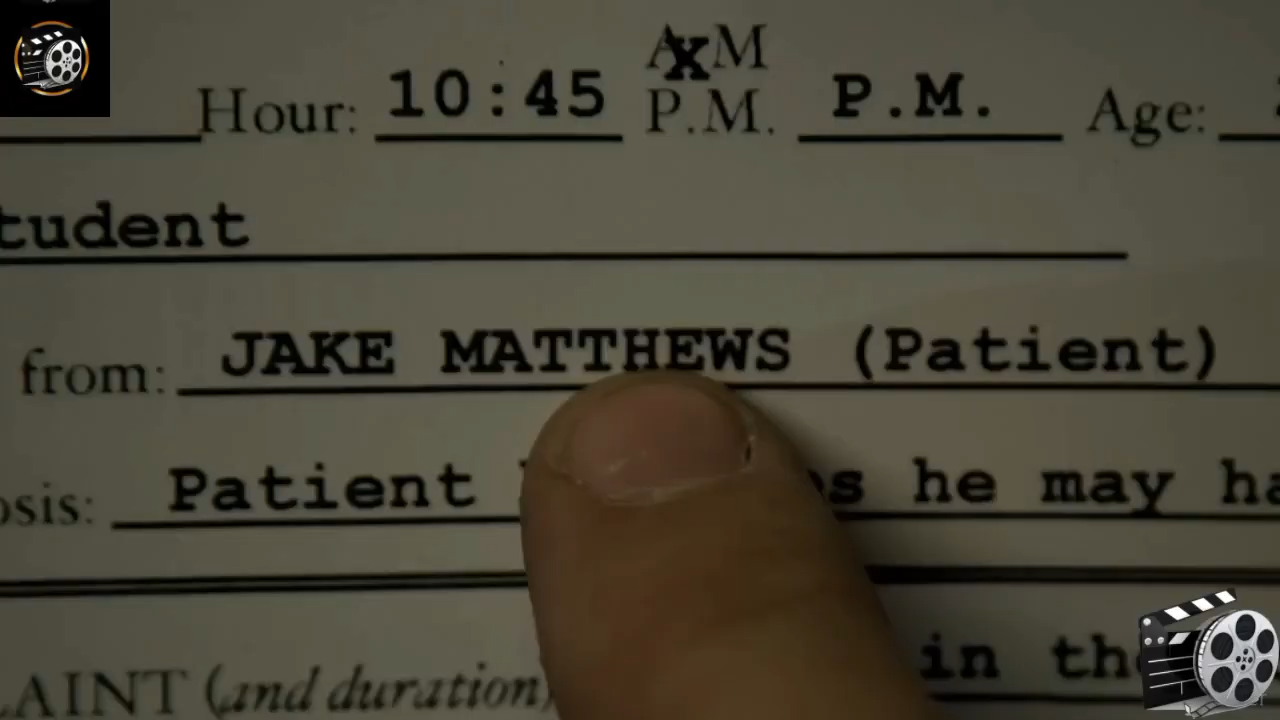 Hour: 10:45 A.M. P.M. P.M. Age:
tudent
from: JAKE MATTHEWS (Patient)
osis: Patient he may ha
AINT (and duration) in the